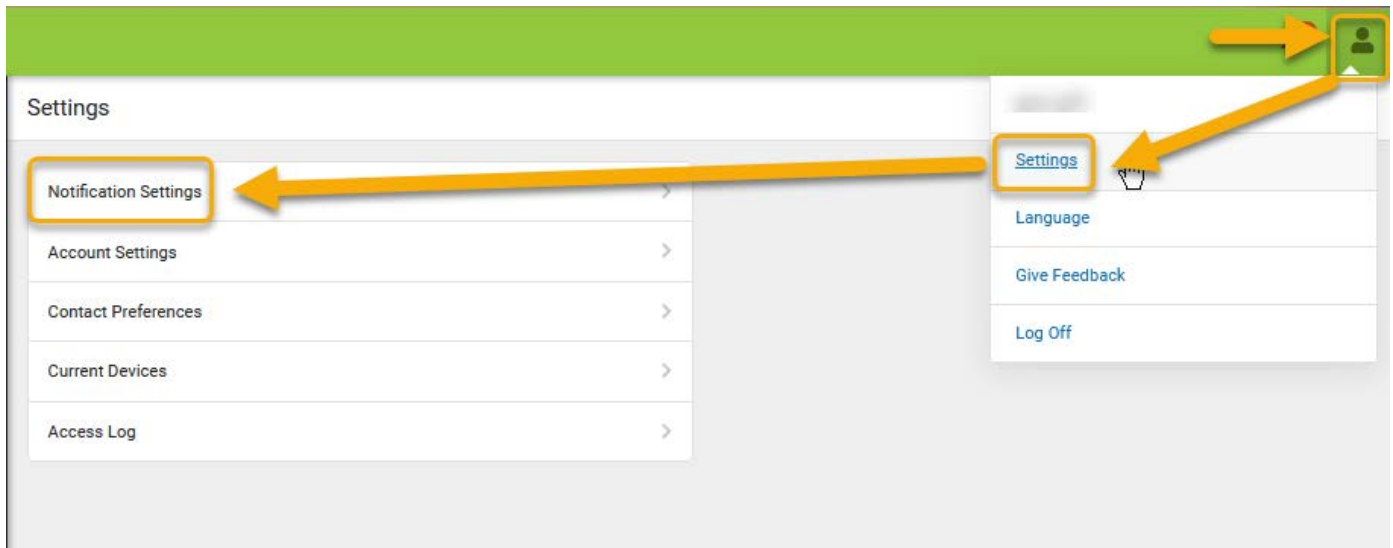 Settings
Notification Settings
Account Settings
Contact Preferences
Current Devices
Access Log
Settings
Language
Give Feedback
Log Off